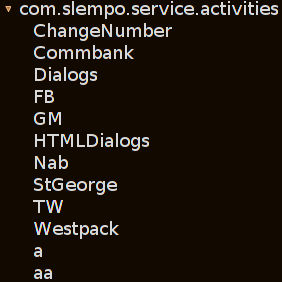 com.slempo.service.activities
ChangeNumber
Commbank
Dialogs
FB
GM
HTMLDialogs
Nab
StGeorge
TW
Westpack
a
aa